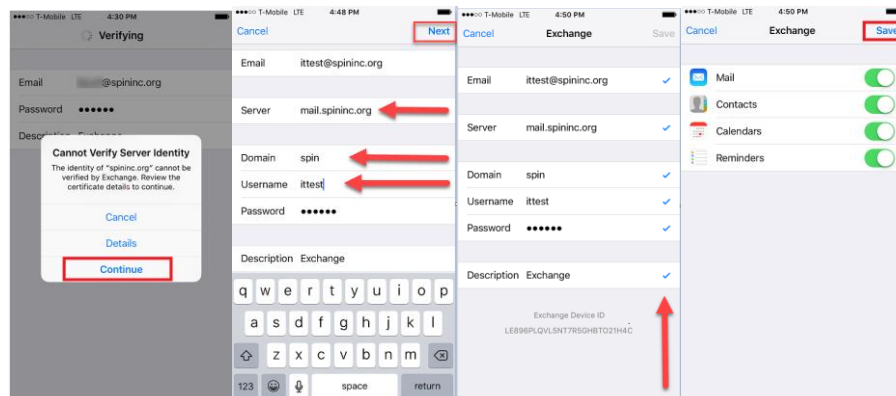 T-Mobile LTE 4:30 PM
Verifying
Email @spininc.org
Password ••••••
Description Exchange
Cannot Verify Server Identity
The identity of "spininc.org" cannot be
verified by Exchange. Review the
certificate details to continue.
Cancel
Details
Continue
T-Mobile LTE 4:48 PM
Cancel Next
Email ittest@spininc.org
Server mail.spininc.org
Domain spin
Username ittest
Password ••••••
Description Exchange
q w e r t y u i o p
a s d f g h j k l
z x c v b n m
123 space return
T-Mobile LTE 4:50 PM
Cancel Exchange Save
Email ittest@spininc.org
Server mail.spininc.org
Domain spin
Username ittest
Password ••••••
Description Exchange
Exchange Device ID
T-Mobile LTE 4:50 PM
Cancel Exchange Save
Mail
Contacts
Calendars
Reminders